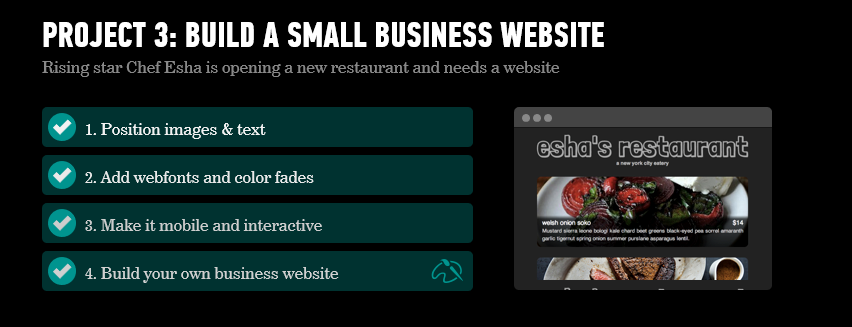 PROJECT 3: BUILD A SMALL BUSINESS WEBSITE
Rising star Chef Esha is opening a new restaurant and needs a website
1. Position images & text
2. Add webfonts and color fades
3. Make it mobile and interactive
4. Build your own business website
esha's restaurant
a new york city eatery
welsh onion soko $14
Mustard sierra leone bologi kale chard beet greens black-eyed pea sorrel amaranth
garlic tigernut spring onion summer purslane asparagus lentil.